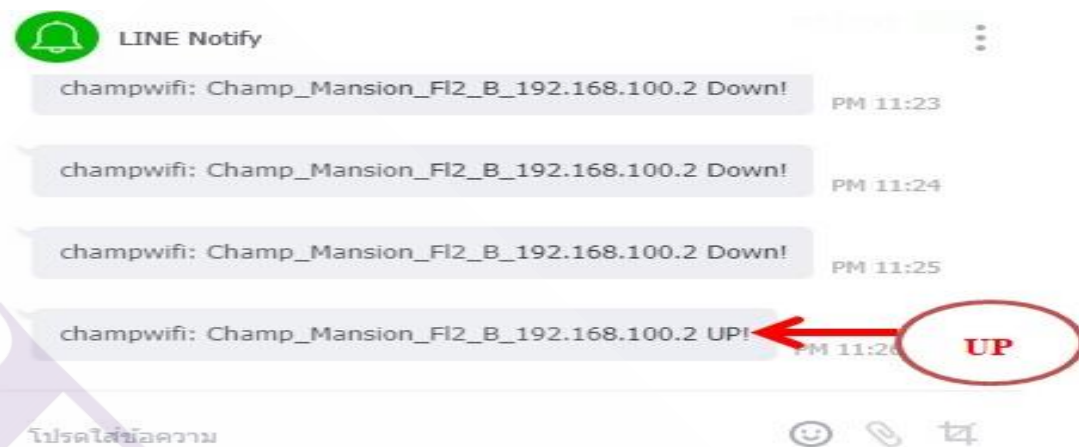 LINE Notify
champwifi: Champ_Mansion_Fl2_B_192.168.100.2 Down!
PM 11:23
champwifi: Champ_Mansion_Fl2_B_192.168.100.2 Down!
PM 11:24
champwifi: Champ_Mansion_Fl2_B_192.168.100.2 Down!
PM 11:25
champwifi: Champ_Mansion_Fl2_B_192.168.100.2 UP!
PM 11:26
UP
โปรดใส่ข้อความ